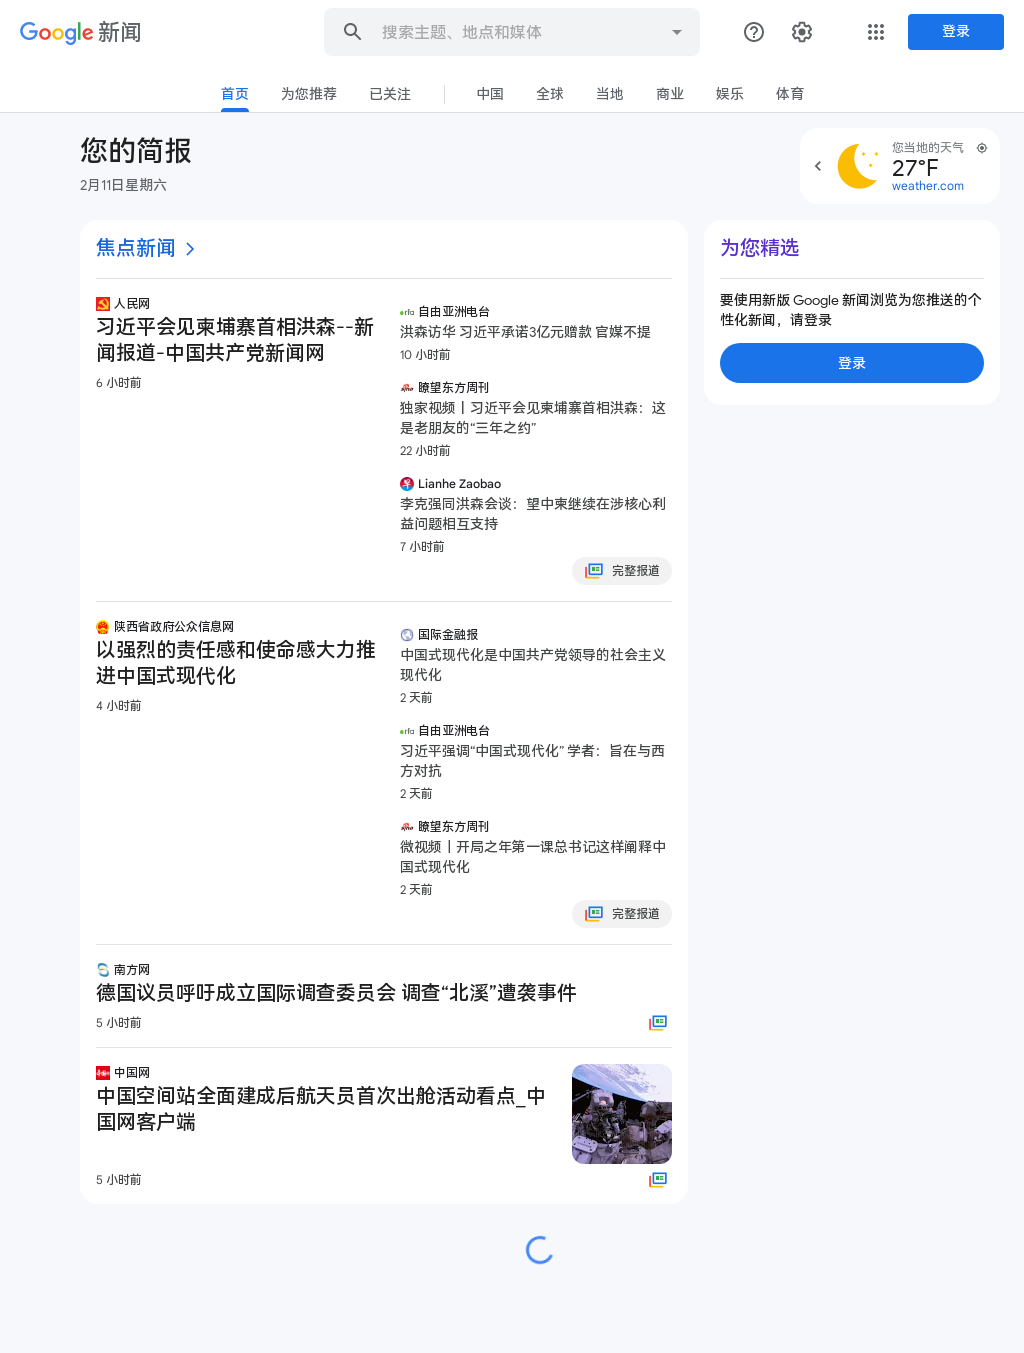 Google 新闻
搜索主题、地点和媒体
登录
首页
为您推荐
已关注
中国
全球
当地
商业
娱乐
体育
您的简报
2月11日星期六
您当地的天气
27°F
weather.com
焦点新闻
人民网
习近平会见柬埔寨首相洪森--新
闻报道-中国共产党新闻网
6 小时前
rfa 自由亚洲电台
洪森访华 习近平承诺3亿元赠款 官媒不提
10 小时前
瞭望东方周刊
独家视频丨习近平会见柬埔寨首相洪森：这
是老朋友的“三年之约”
22 小时前
Lianhe Zaobao
李克强同洪森会谈：望中柬继续在涉核心利
益问题相互支持
7 小时前
完整报道
陕西省政府公众信息网
以强烈的责任感和使命感大力推
进中国式现代化
4 小时前
国际金融报
中国式现代化是中国共产党领导的社会主义
现代化
2 天前
rfa 自由亚洲电台
习近平强调“中国式现代化” 学者：旨在与西
方对抗
2 天前
瞭望东方周刊
微视频丨开局之年第一课总书记这样阐释中
国式现代化
2 天前
完整报道
南方网
德国议员呼吁成立国际调查委员会 调查“北溪”遭袭事件
5 小时前
中国网
中国空间站全面建成后航天员首次出舱活动看点_中
国网客户端
5 小时前
为您精选
要使用新版 Google 新闻浏览为您推送的个
性化新闻，请登录
登录